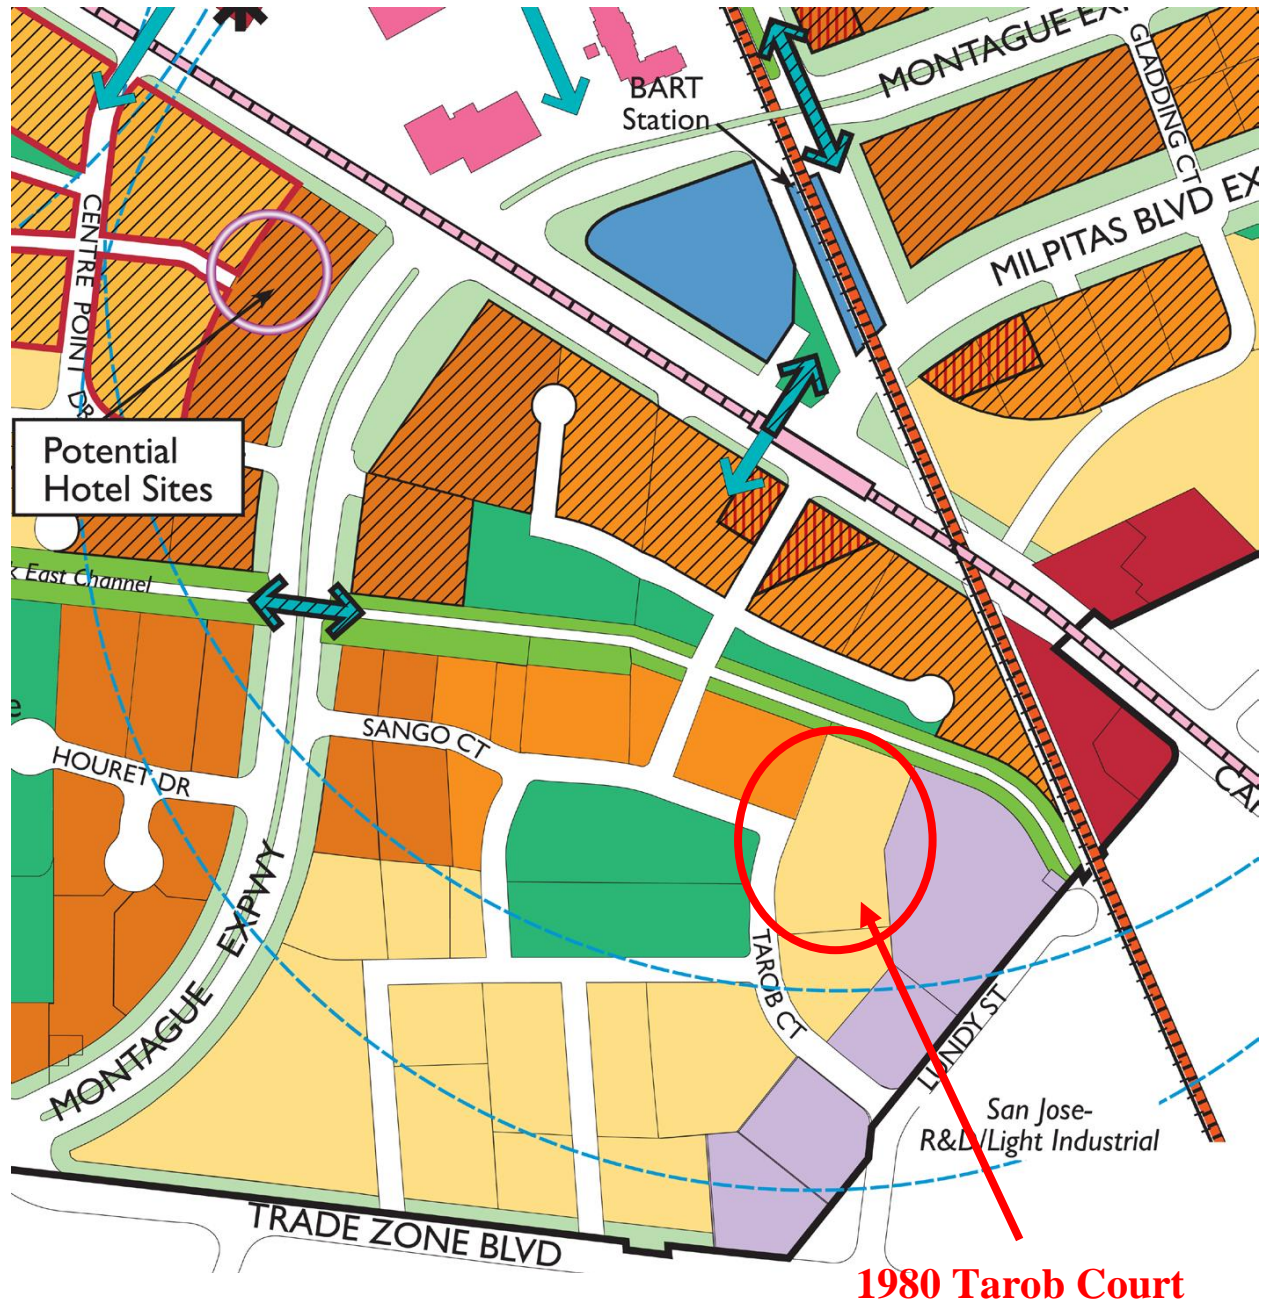 MONTAGUE EX
GLADDING CT
BART
Station
MILPITAS BLVD EX
CENTRE POINT DR
Potential
Hotel Sites
East Channel
SANGO CT
HOURET DR
MONTAGUE EXPWY
TAROB CT
LUNDY ST
San Jose-
R&D/Light Industrial
TRADE ZONE BLVD
1980 Tarob Court